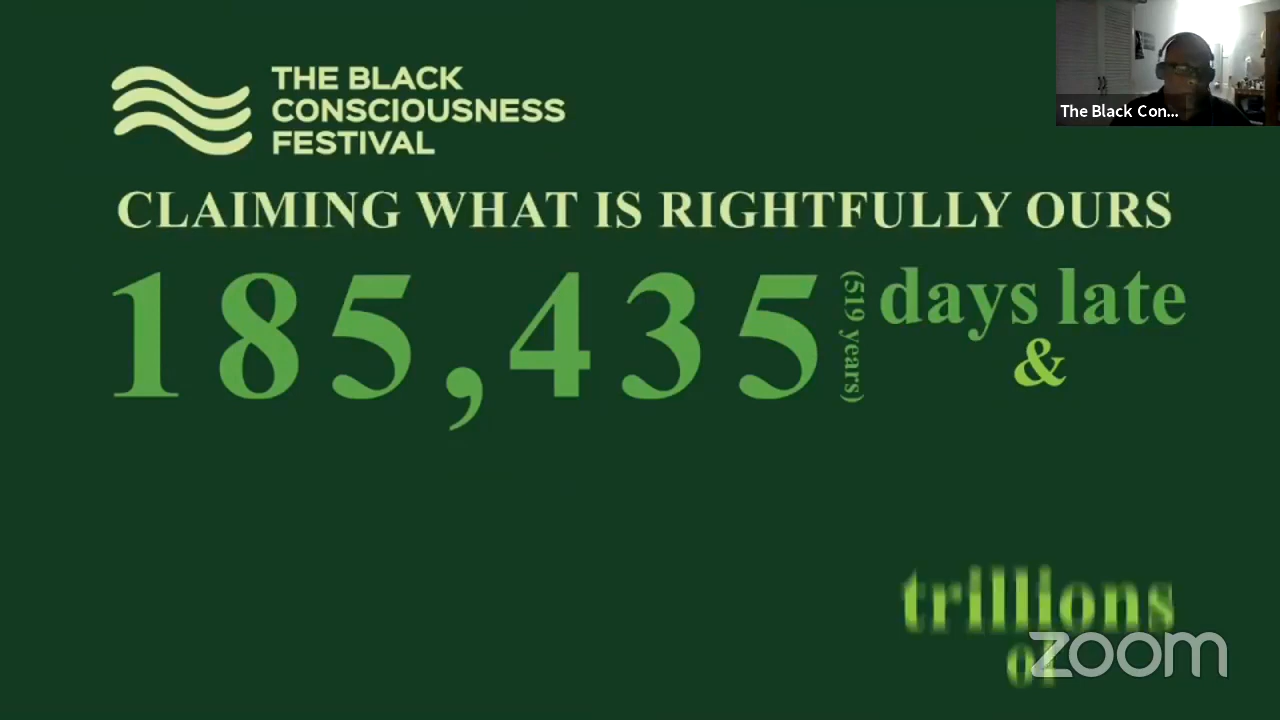 THE BLACK
CONSCIOUSNESS
FESTIVAL
The Black Con...
CLAIMING WHAT IS RIGHTFULLY OURS
185,435
(519 years)
days late
&
trillions
of
zoom